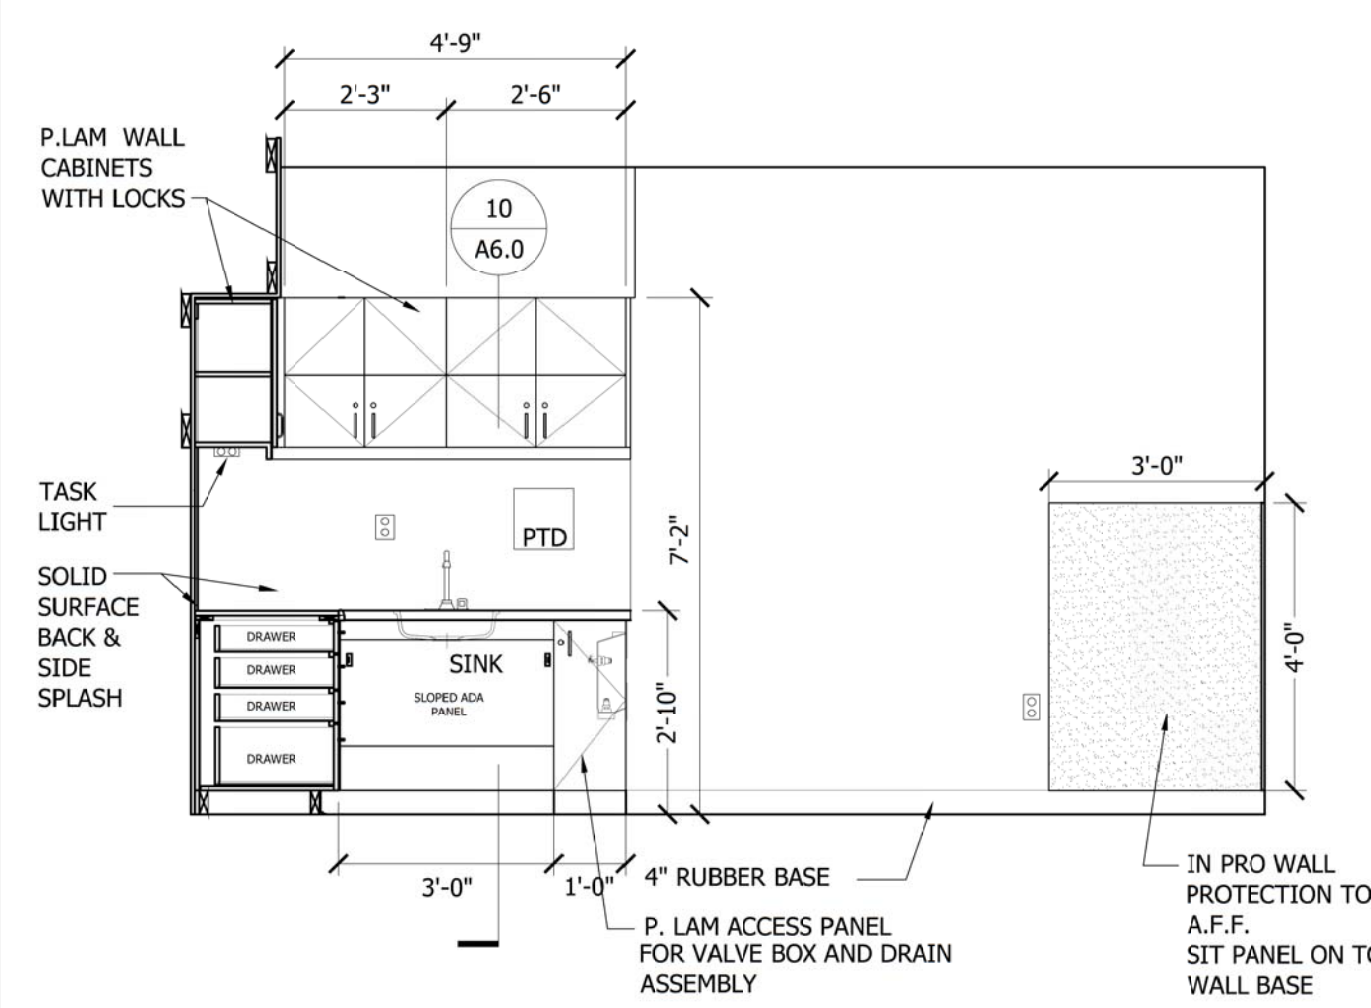 4'-9"
2'-3"
2'-6"
P.LAM WALL
CABINETS
WITH LOCKS
10
A6.0
3'-0"
TASK
LIGHT
PTD
7'-2"
SOLID
SURFACE
BACK &
SIDE
SPLASH
DRAWER
DRAWER
DRAWER
DRAWER
SINK
SLOPED ADA
PANEL
2'-10"
4'-0"
3'-0"
1'-0"
4" RUBBER BASE
P. LAM ACCESS PANEL
FOR VALVE BOX AND DRAIN
ASSEMBLY
IN PRO WALL
PROTECTION TO
A.F.F.
SIT PANEL ON
WALL BASE